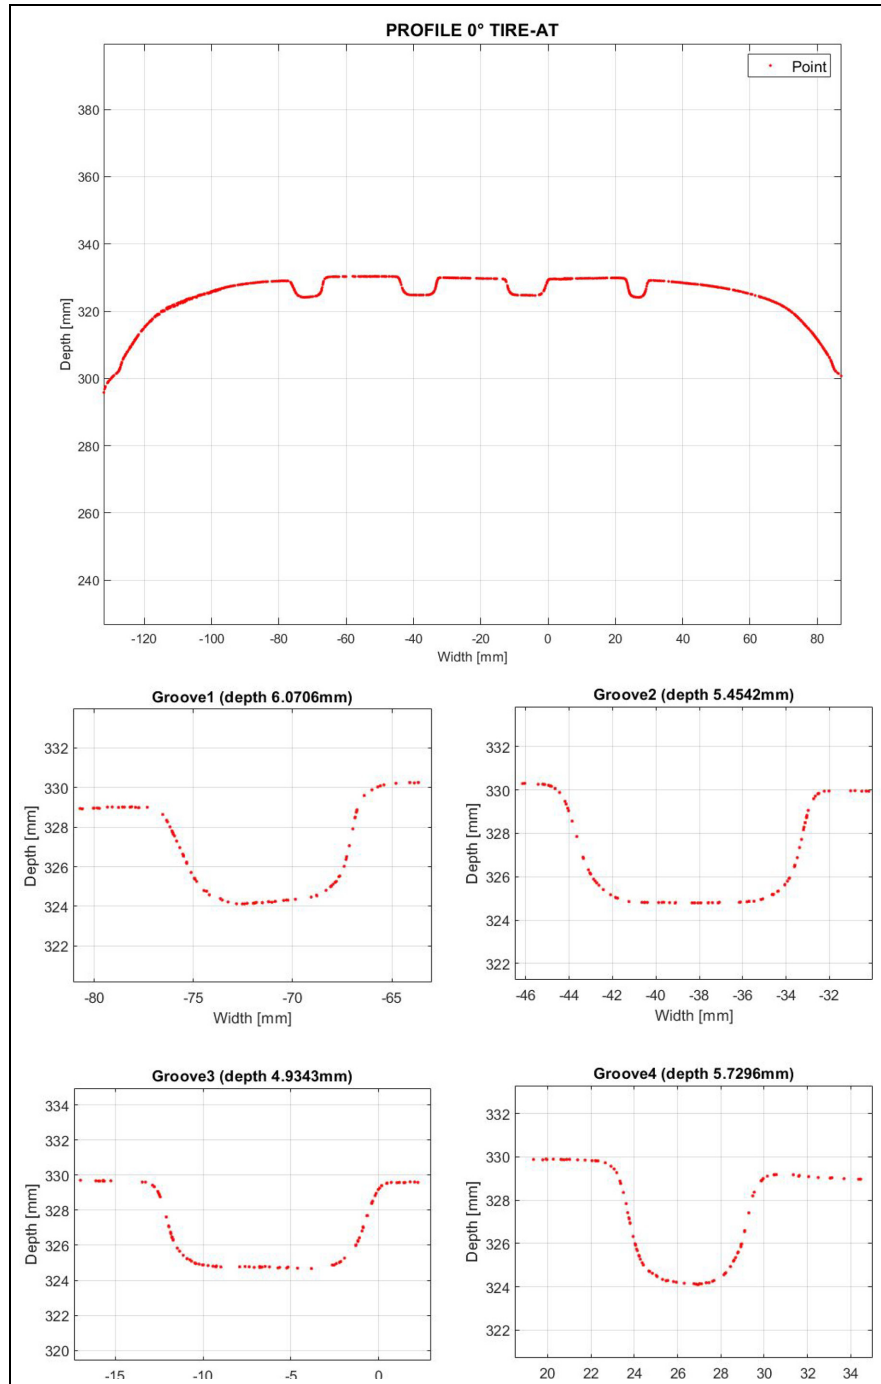 PROFILE 0° TIRE-AT
Point
Depth [mm]
380
360
340
320
300
280
260
240
-120 -100 -80 -60 -40 -20 0 20 40 60 80
Width [mm]
Groove1 (depth 6.0706mm)
Depth [mm]
332
330
328
326
324
322
-80 -75 -70 -65
Width [mm]
Groove2 (depth 5.4542mm)
Depth [mm]
332
330
328
326
324
322
-46 -44 -42 -40 -38 -36 -34 -32
Width [mm]
Groove3 (depth 4.9343mm)
Depth [mm]
334
332
330
328
326
324
322
320
-15 -10 -5 0
Groove4 (depth 5.7296mm)
Depth [mm]
332
330
328
326
324
322
20 22 24 26 28 30 32 34